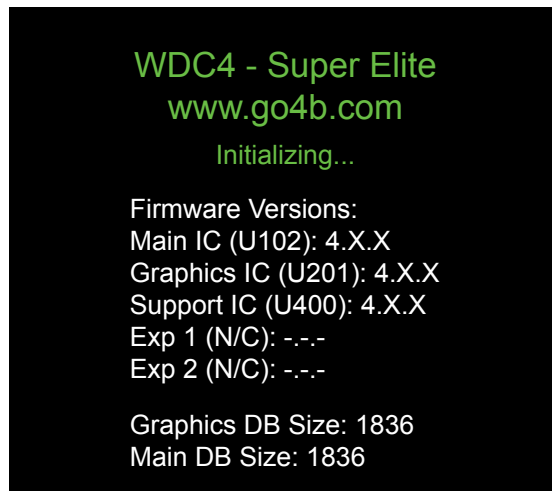 WDC4 - Super Elite
www.go4b.com
Initializing...
Firmware Versions:
Main IC (U102): 4.X.X
Graphics IC (U201): 4.X.X
Support IC (U400): 4.X.X
Exp 1 (N/C): -.-.-
Exp 2 (N/C): -.-.-
Graphics DB Size: 1836
Main DB Size: 1836